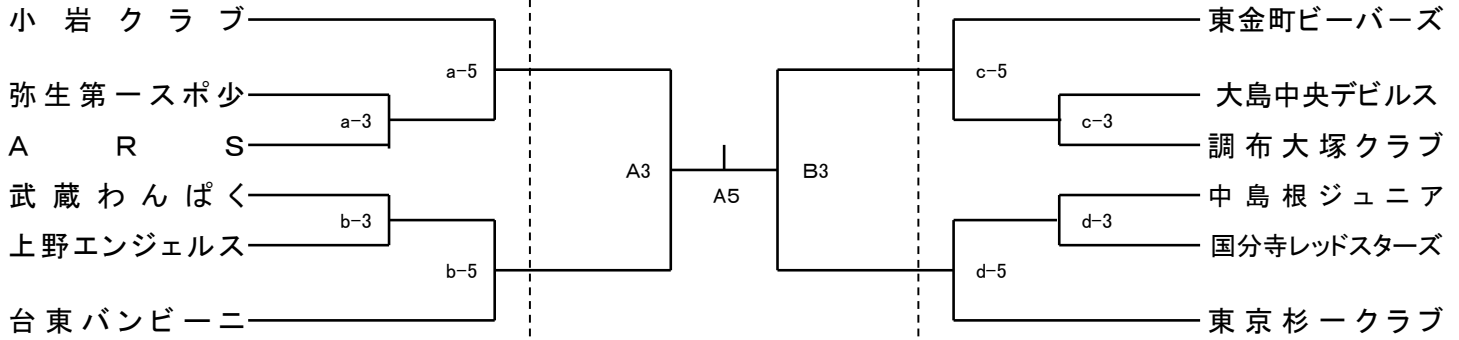 小岩クラブ
東金町ビーバーズ
a-5
c-5
弥生第一スポ少
大島中央デビルス
a-3
c-3
ARS
調布大塚クラブ
A3
B3
A5
武蔵わんぱく
中島根ジュニア
b-3
d-3
上野エンジェルス
国分寺レッドスターズ
b-5
d-5
台東バンビーニ
東京杉一クラブ